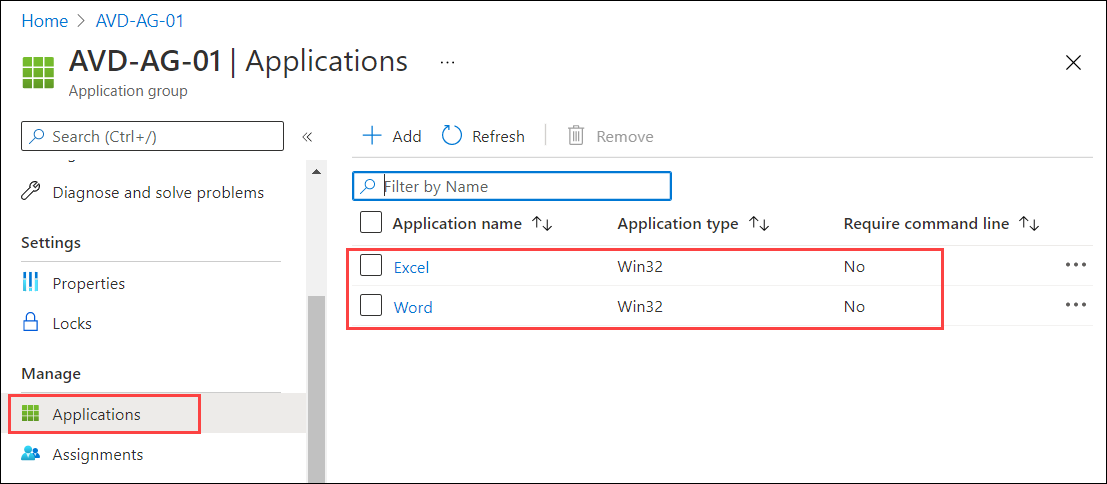 Home > AVD-AG-01
AVD-AG-01 | Applications ...
Application group
Search (Ctrl+/) «
Add Refresh Remove
Diagnose and solve problems
Settings
Properties
Locks
Manage
Applications
Assignments
Filter by Name
Application name ↑↓ Application type ↑↓ Require command line ↑↓
Excel Win32 No ...
Word Win32 No ...